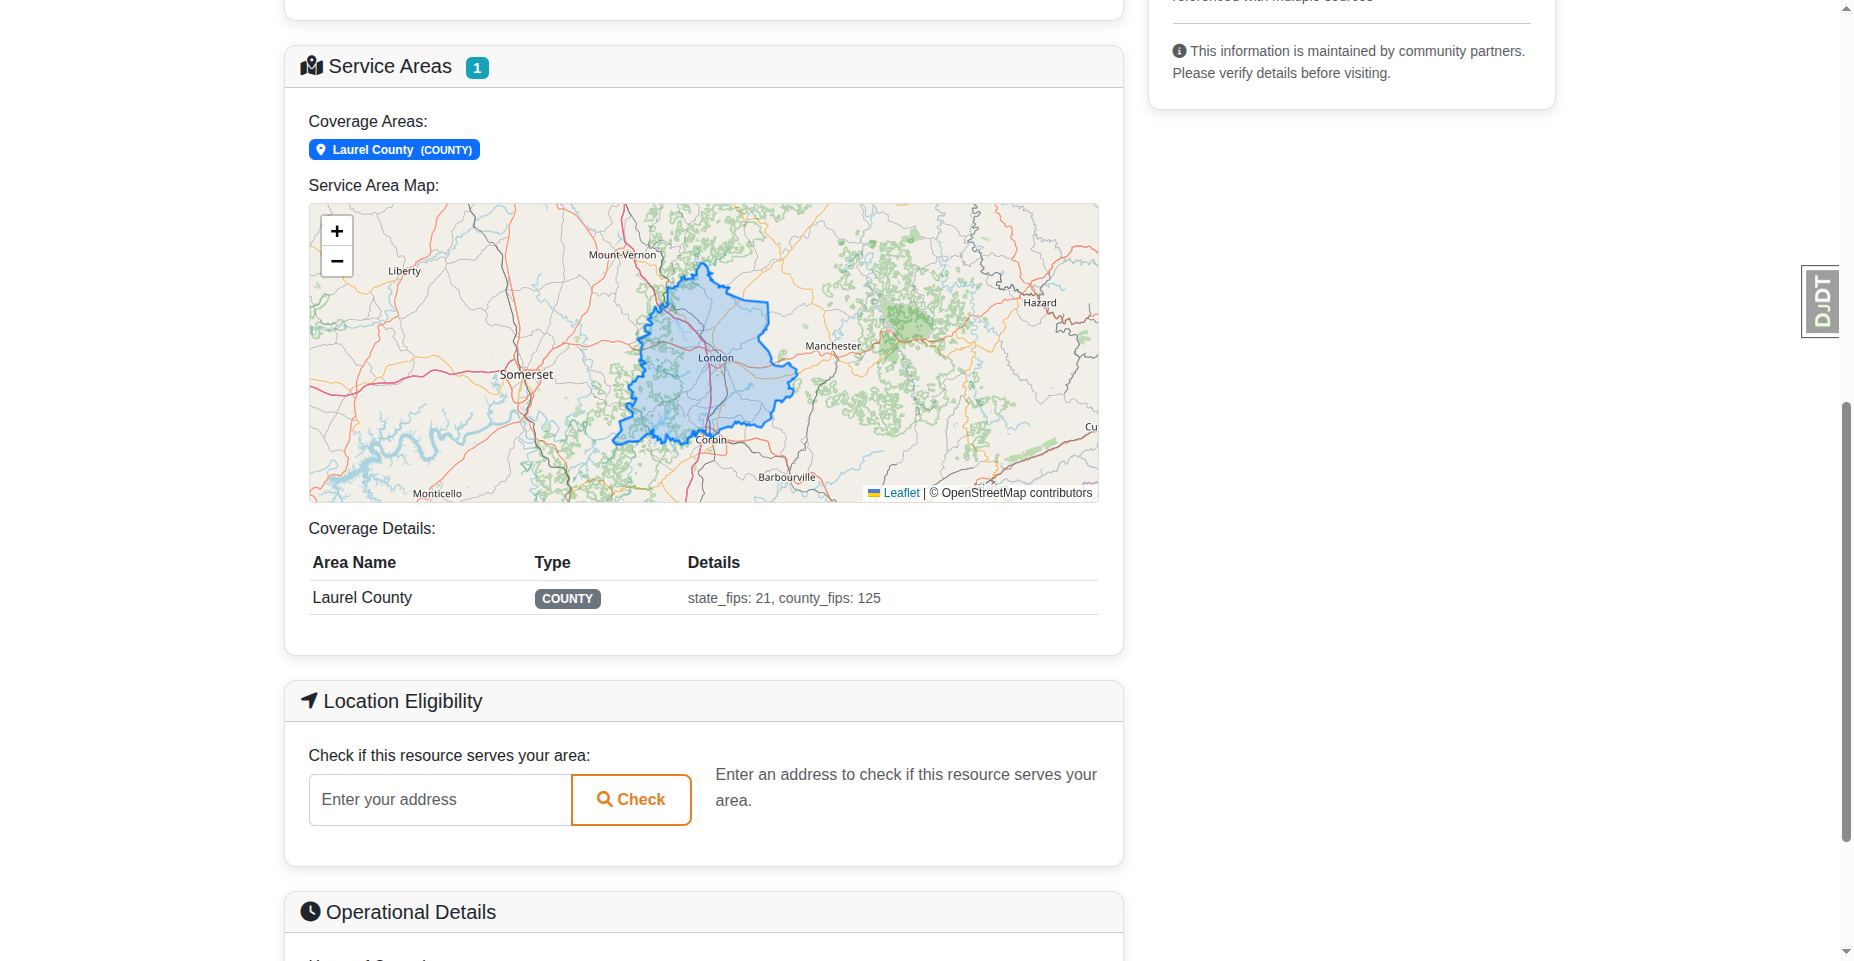 This information is maintained by community partners.
Please verify details before visiting.
Service Areas 1
Coverage Areas:
Laurel County (COUNTY)
Service Area Map:
+
−
Mount Vernon
Liberty
Hazard
London
Manchester
Somerset
Corbin
Barbourville
Monticello
Leaflet | © OpenStreetMap contributors
Coverage Details:
Area Name Type Details
Laurel County COUNTY state_fips: 21, county_fips: 125
Location Eligibility
Check if this resource serves your area:
Enter your address Check
Enter an address to check if this resource serves your
area.
Operational Details
DJDT